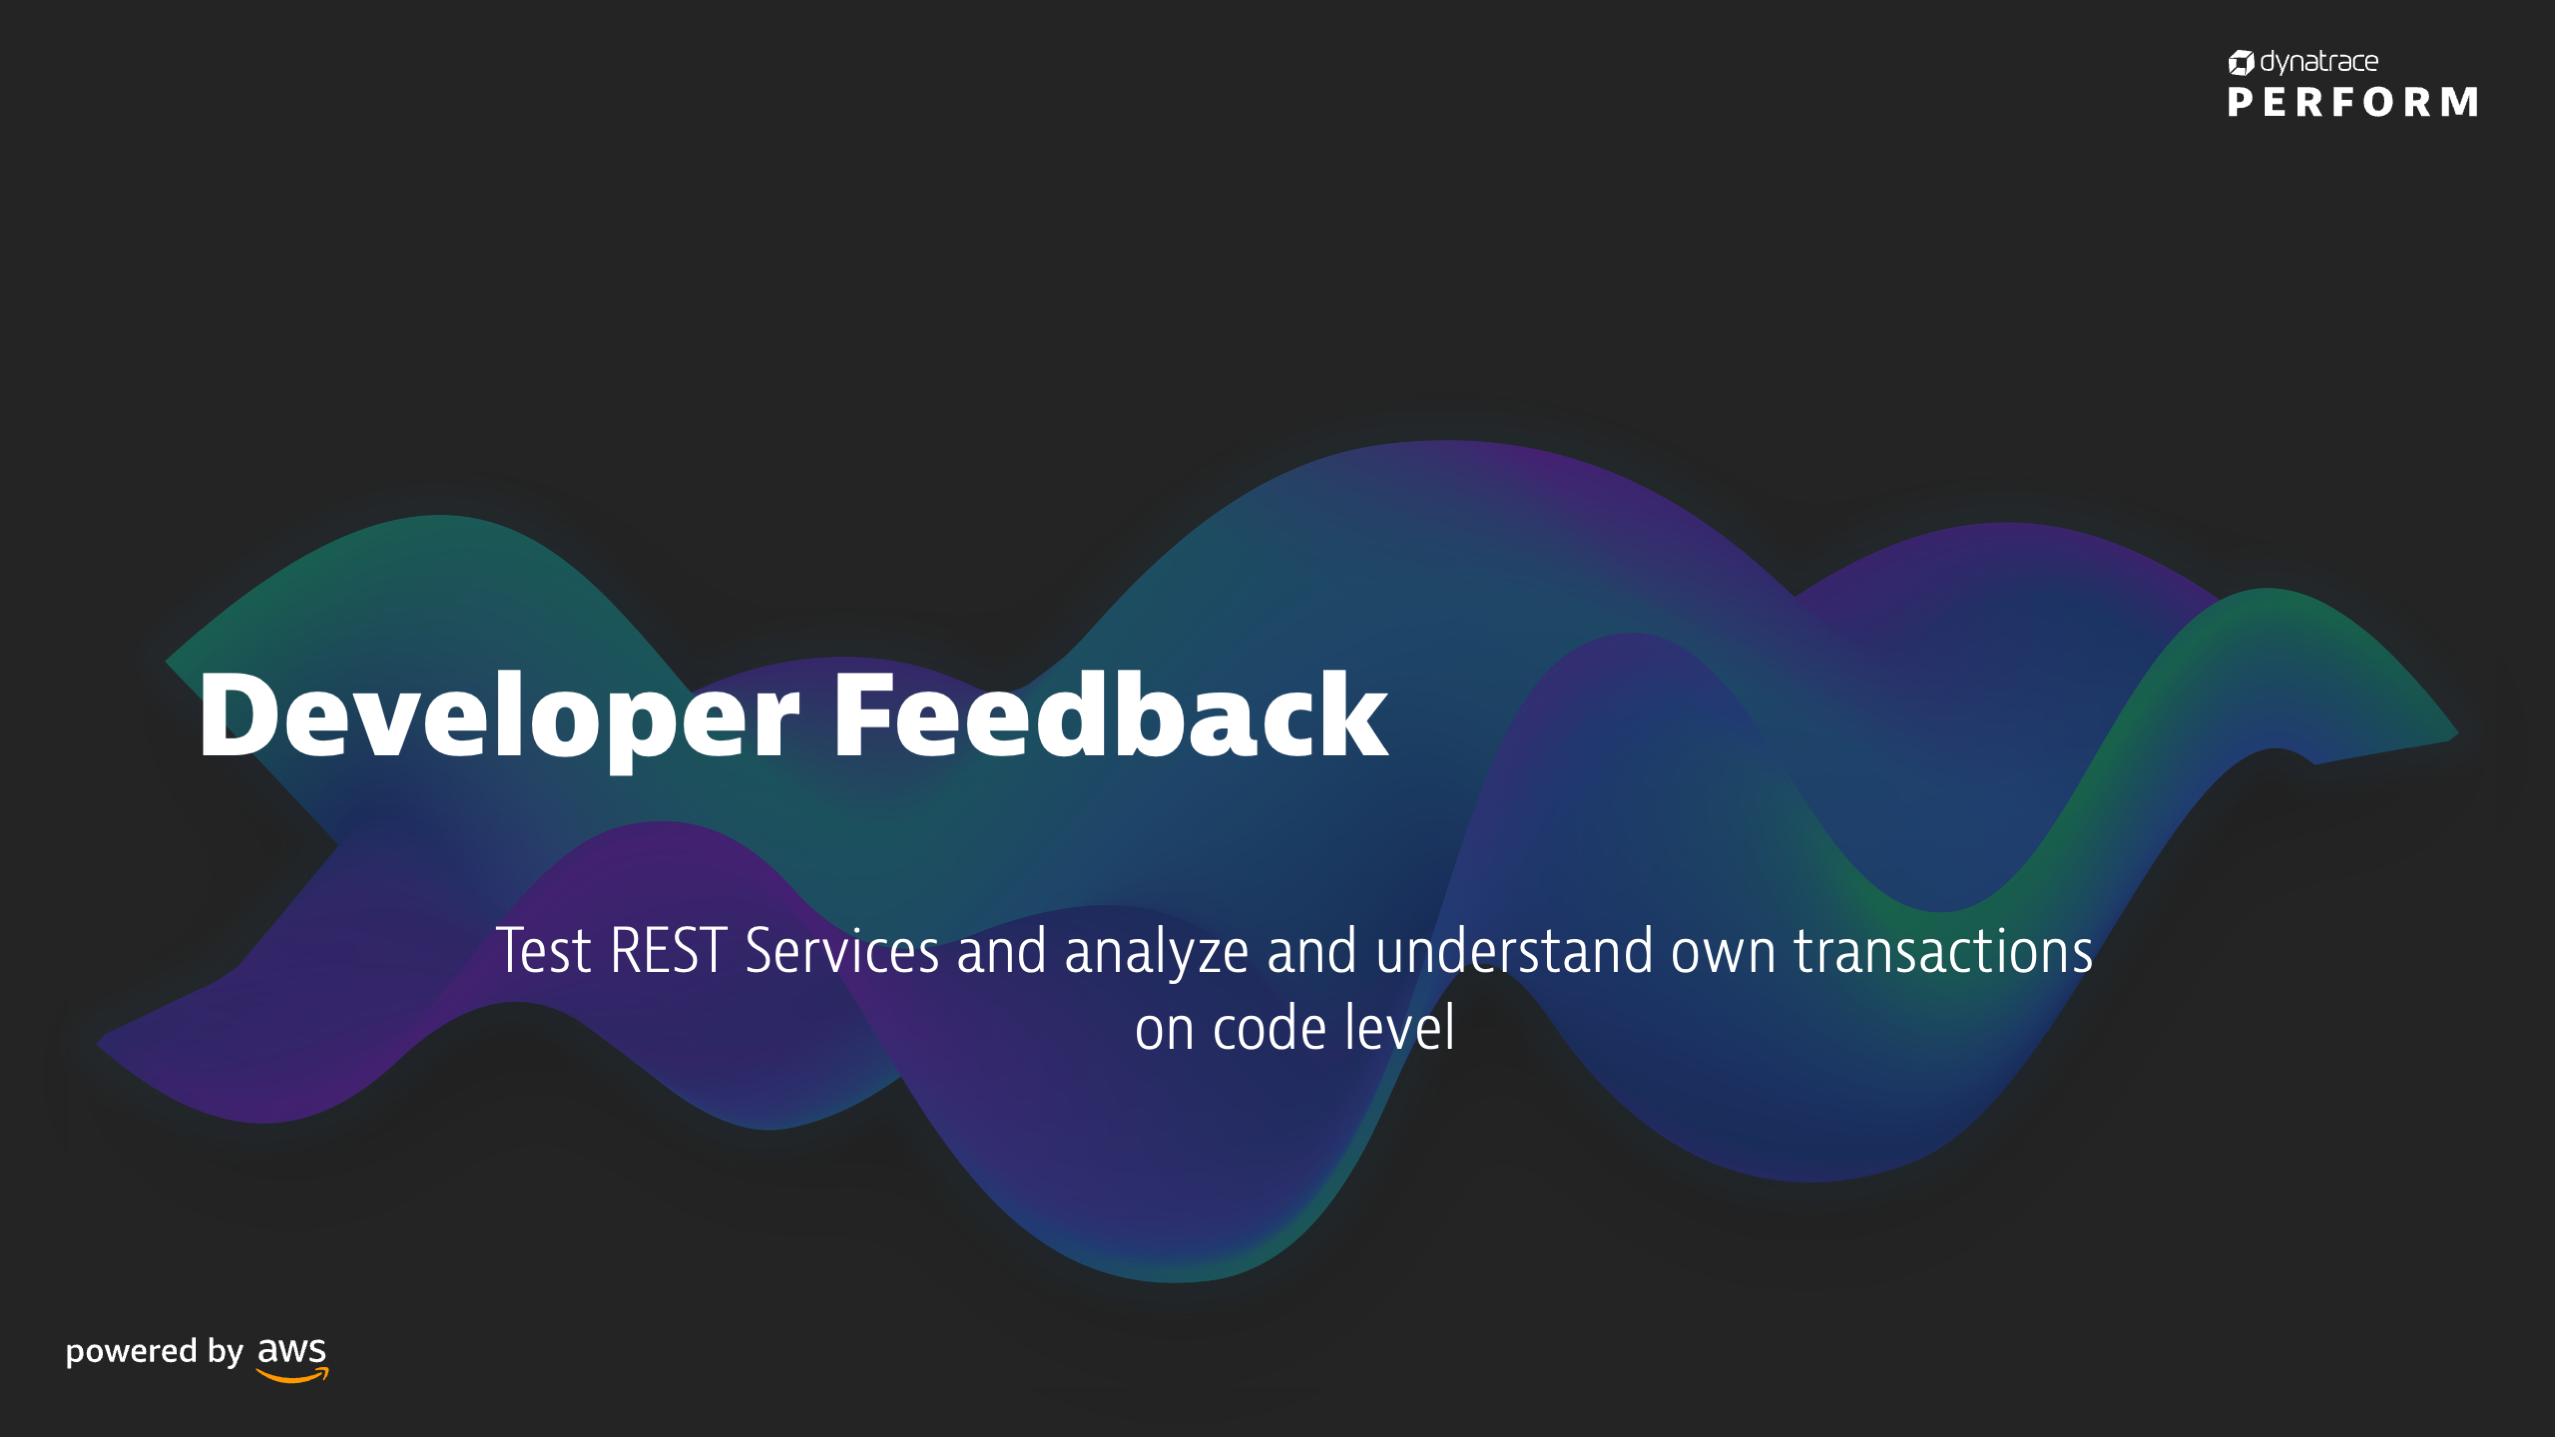 dynatrace
PERFORM
Developer Feedback
Test REST Services and analyze and understand own transactions
on code level
powered by aws